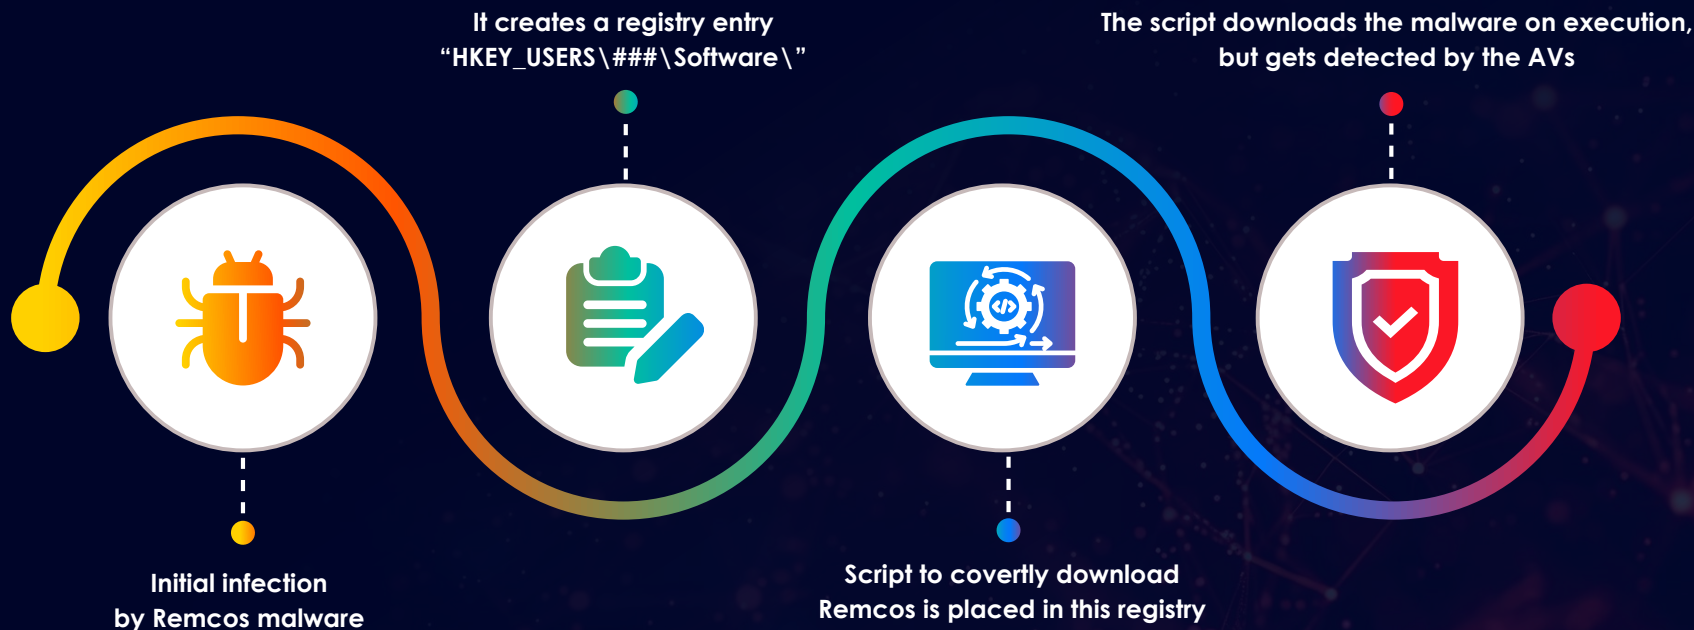 Initial infection
by Remcos malware
It creates a registry entry
“HKEY_USERS\###\Software\”
Script to covertly download
Remcos is placed in this registry
The script downloads the malware on execution,
but gets detected by the AVs